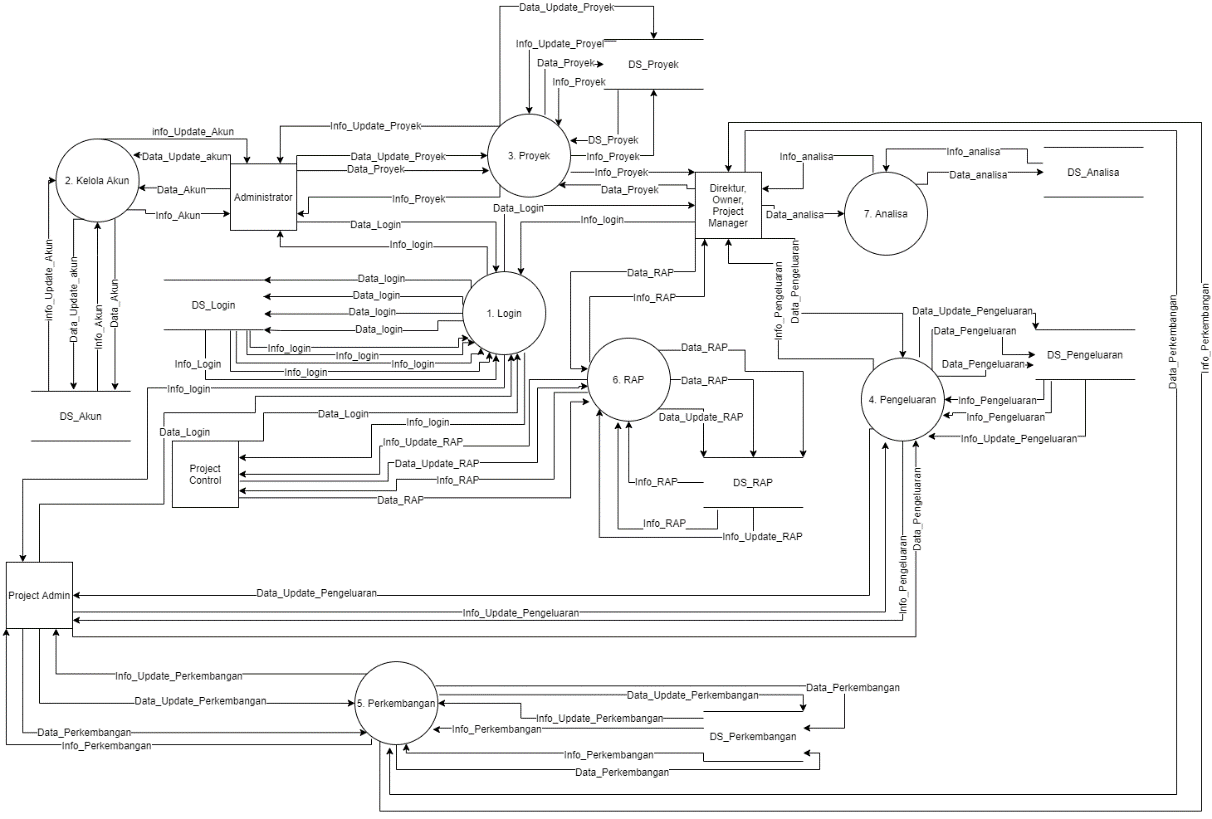 Data_Update_Proyek
Info_Update_Proyel
Data_Proyek
DS_Proyek
Info_Proyek
info_Update_Akun
Info_Update_Proyek
DS_Proyek
Data_Update_akun
Data_Update_Proyek
3. Proyek
Info_Proyek
Info_analisa
Info_analisa
Data_Proyek
Info_Proyek
DS_Analisa
Data_analisa
2. Kelola Akun
Data_Akun
Administrator
Info_Proyek
Data_Proyek
Direktur,
Owner,
Project
Manager
Info_Akun
Data_Login
Data_analisa
7. Analisa
Data_Login
Info_login
Info_login
Info_Update_Akun
Data_Update_akun
Info_Akun
Data_Akun
Data_login
Data_login
Data_login
Data_login
DS_Login
1. Login
Data_RAP
Info_RAP
Info_Pengeluaran
Data_Pengeluaran
Data_Perkembangan
Info_Perkembangan
Info_login
Info_login
Info_Login
Info_login
Info_login
Info_login
Data_Update_Pengeluaran
Data_Pengeluaran
DS_Pengeluaran
Data_Pengeluaran
Data_RAP
6. RAP
Data_RAP
4. Pengeluaran
Info_Pengeluaran
Info_Pengeluaran
Info_Update_Pengeluaran
DS_Akun
Data_Login
Info_login
Data_Update_RAP
Data_Login
Info_Update_RAP
Project
Control
Data_Update_RAP
Info_RAP
Data_RAP
Info_RAP
DS_RAP
Info_RAP
Info_Update_RAP
Info_Pengeluaran
Data_Pengeluaran
Project Admin
Data_Update_Pengeluaran
Info_Update_Pengeluaran
Info_Update_Perkembangan
Data_Update_Perkembangan
5. Perkembangan
Data_Perkembangan
Data_Update_Perkembangan
Info_Update_Perkembangan
Info_Perkembangan
DS_Perkembangan
Data_Perkembangan
Info_Perkembangan
Info_Perkembangan
Data_Perkembangan